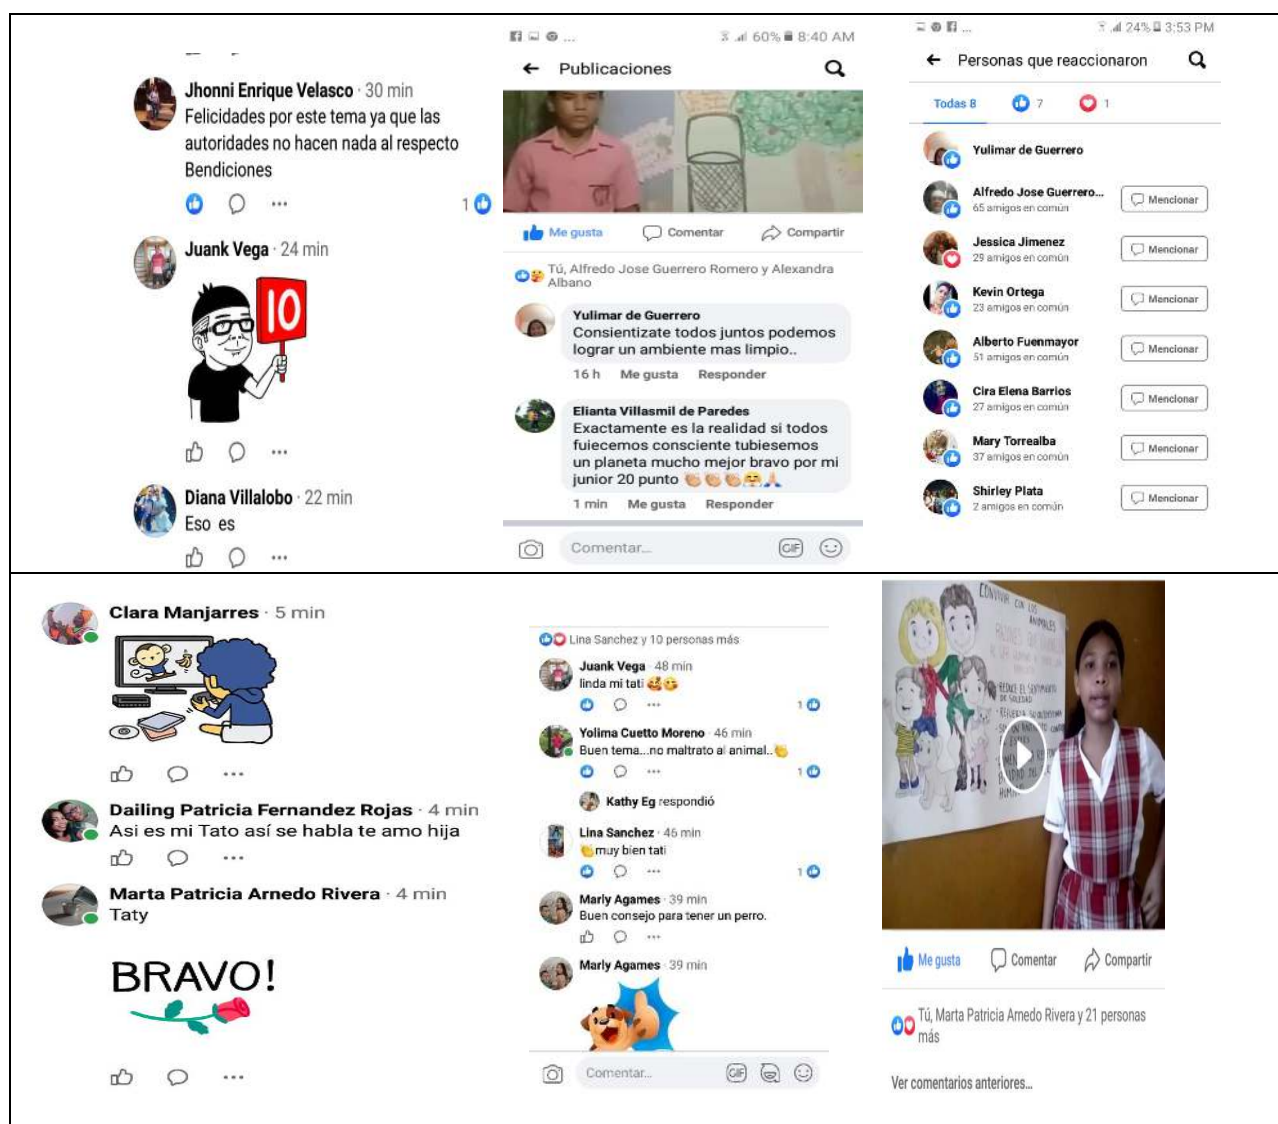 Jhonni Enrique Velasco · 30 min
Felicidades por este tema ya que las
autoridades no hacen nada al respecto
Bendiciones
1
Juank Vega · 24 min
10
Diana Villalobo · 22 min
Eso es
... 60% 8:40 AM
Publicaciones
Me gusta Comentar Compartir
Tú, Alfredo Jose Guerrero Romero y Alexandra
Albano
Yulimar de Guerrero
Consientizate todos juntos podemos
lograr un ambiente mas limpio..
16 h Me gusta Responder
Elianta Villasmil de Paredes
Exactamente es la realidad si todos
fuiecemos consciente tubiesemos
un planeta mucho mejor bravo por mi
junior 20 punto 👏👏👏😤🙏
1 min Me gusta Responder
Comentar... GIF
... 24% 3:53 PM
Personas que reaccionaron
Todas 8 7 1
Yulimar de Guerrero
Alfredo Jose Guerrero...
65 amigos en común
Mencionar
Jessica Jimenez
29 amigos en común
Mencionar
Kevin Ortega
23 amigos en común
Mencionar
Alberto Fuenmayor
51 amigos en común
Mencionar
Cira Elena Barrios
27 amigos en común
Mencionar
Mary Torrealba
37 amigos en común
Mencionar
Shirley Plata
2 amigos en común
Mencionar
Clara Manjarres · 5 min
Dailing Patricia Fernandez Rojas · 4 min
Asi es mi Tato así se habla te amo hija
Marta Patricia Arnedo Rivera · 4 min
Taty
BRAVO!
Lina Sanchez y 10 personas más
Juank Vega · 48 min
linda mi tati 🥰😋
1
Yolima Cuetto Moreno · 46 min
Buen tema...no maltrato al animal..👏
1
Kathy Eg respondió
Lina Sanchez · 46 min
👏muy bien tati
1
Marly Agames · 39 min
Buen consejo para tener un perro.
Marly Agames · 39 min
Comentar... GIF
CONVIVIR CON LOS
ANIMALES
REDUCE EL SENTIMIENTO
DE SOLEDAD
Me gusta Comentar Compartir
Tú, Marta Patricia Arnedo Rivera y 21 personas
más
Ver comentarios anteriores...